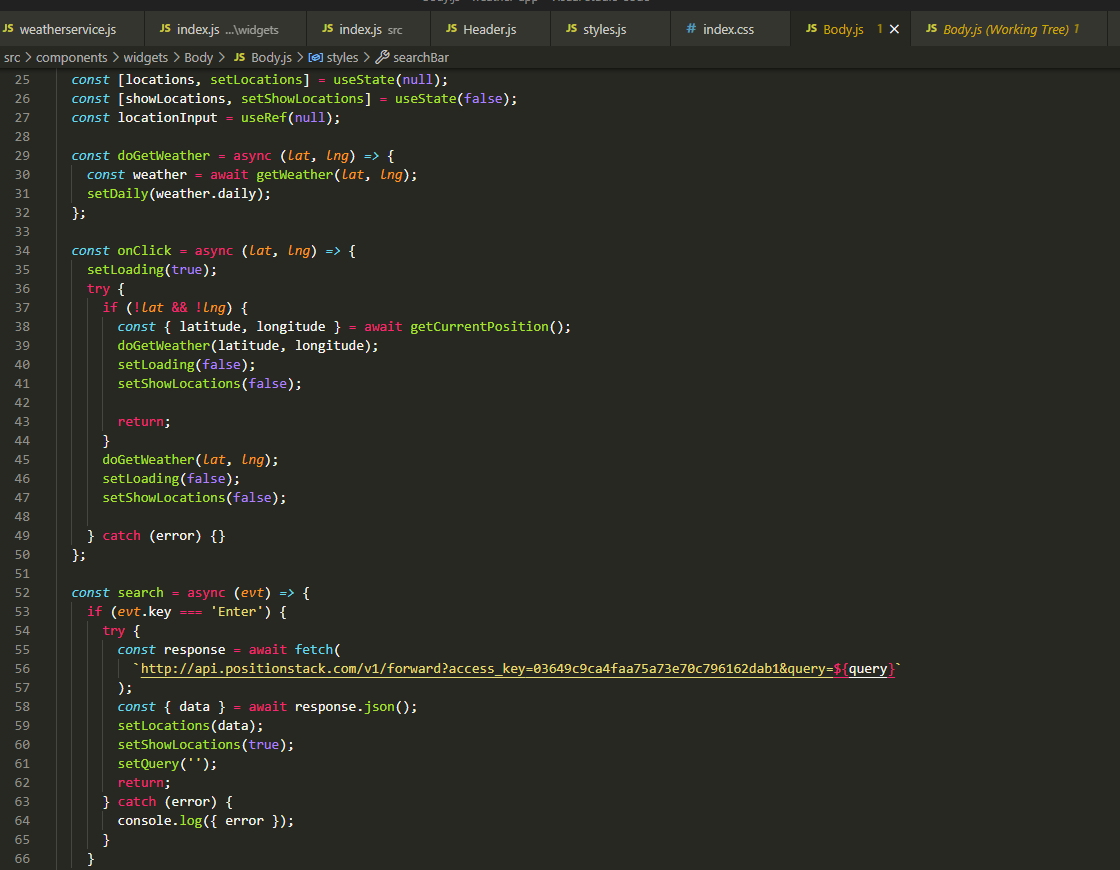 JS weatherservice.js JS index.js ...\widgets JS index.js src JS Header.js JS styles.js # index.css JS Body.js 1 × JS Body.js (Working Tree) 1
src > components > widgets > Body > JS Body.js > styles > searchBar
25 const [locations, setLocations] = useState(null);
26 const [showLocations, setShowLocations] = useState(false);
27 const locationInput = useRef(null);
28
29 const doGetWeather = async (lat, lng) => {
30 const weather = await getWeather(lat, lng);
31 setDaily(weather.daily);
32 };
33
34 const onClick = async (lat, lng) => {
35 setLoading(true);
36 try {
37 if (!lat && !lng) {
38 const { latitude, longitude } = await getCurrentPosition();
39 doGetWeather(latitude, longitude);
40 setLoading(false);
41 setShowLocations(false);
42
43 return;
44 }
45 doGetWeather(lat, lng);
46 setLoading(false);
47 setShowLocations(false);
48
49 } catch (error) {}
50 };
51
52 const search = async (evt) => {
53 if (evt.key === 'Enter') {
54 try {
55 const response = await fetch(
56 `http://api.positionstack.com/v1/forward?access_key=03649c9ca4faa75a73e70c796162dab1&query=${query}`
57 );
58 const { data } = await response.json();
59 setLocations(data);
60 setShowLocations(true);
61 setQuery('');
62 return;
63 } catch (error) {
64 console.log({ error });
65 }
66 }